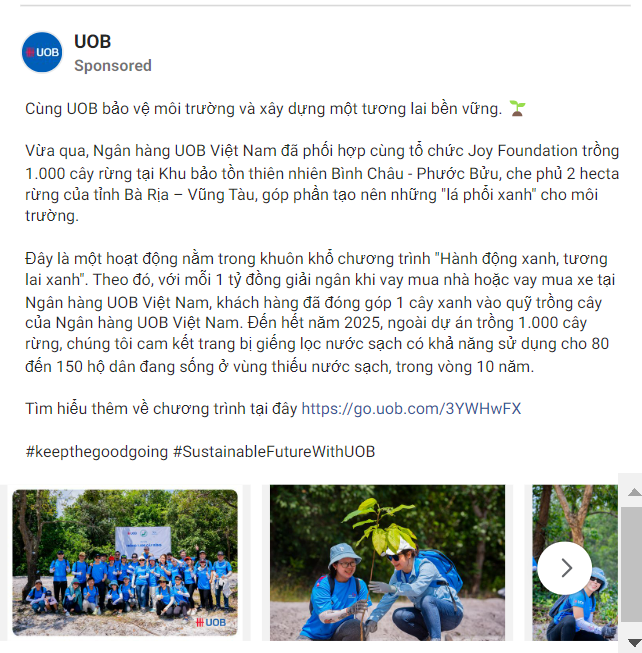 UOB
UOB
Sponsored
Cùng UOB bảo vệ môi trường và xây dựng một tương lai bền vững. 🌱
Vừa qua, Ngân hàng UOB Việt Nam đã phối hợp cùng tổ chức Joy Foundation trồng
1.000 cây rừng tại Khu bảo tồn thiên nhiên Bình Châu - Phước Bửu, che phủ 2 hecta
rừng của tỉnh Bà Rịa – Vũng Tàu, góp phần tạo nên những "lá phổi xanh" cho môi
trường.
Đây là một hoạt động nằm trong khuôn khổ chương trình "Hành động xanh, tương
lai xanh". Theo đó, với mỗi 1 tỷ đồng giải ngân khi vay mua nhà hoặc vay mua xe tại
Ngân hàng UOB Việt Nam, khách hàng đã đóng góp 1 cây xanh vào quỹ trồng cây
của Ngân hàng UOB Việt Nam. Đến hết năm 2025, ngoài dự án trồng 1.000 cây
rừng, chúng tôi cam kết trang bị giếng lọc nước sạch có khả năng sử dụng cho 80
đến 150 hộ dân đang sống ở vùng thiếu nước sạch, trong vòng 10 năm.
Tìm hiểu thêm về chương trình tại đây https://go.uob.com/3YWHwFX
#keepthegoodgoing #SustainableFutureWithUOB
UOB